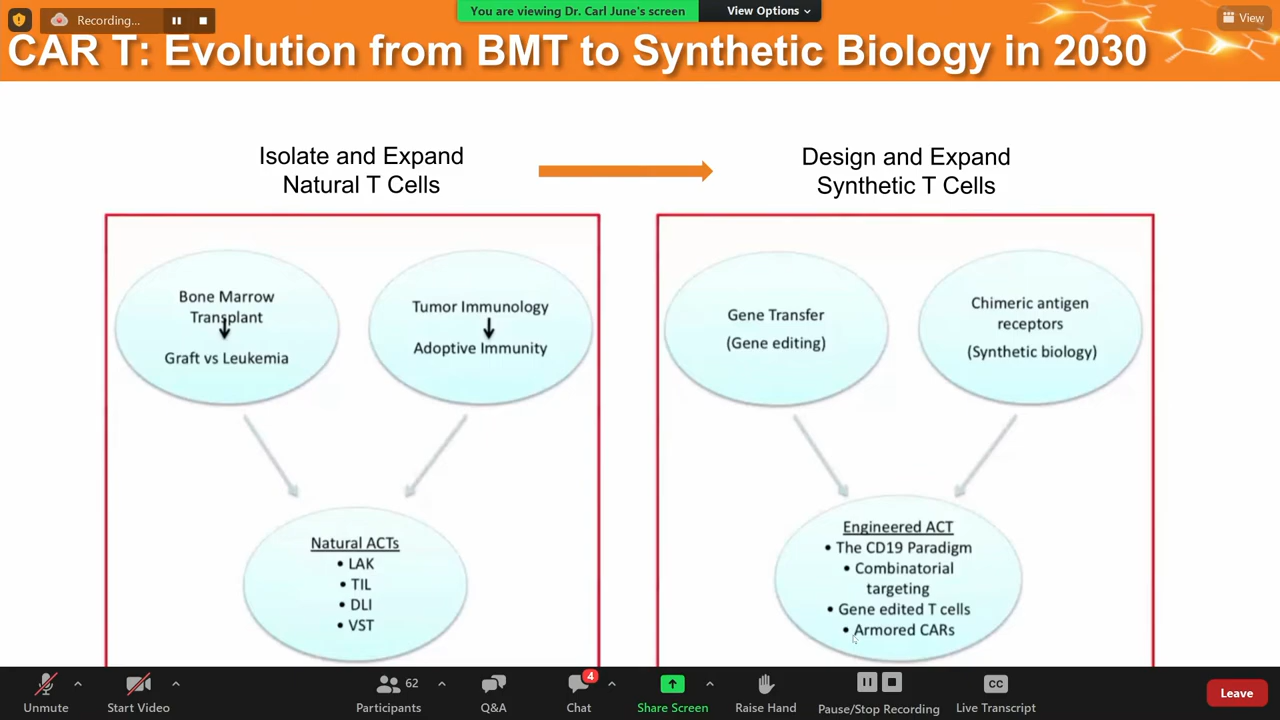 Recording...
You are viewing Dr. Carl June's screen
View Options
View
CAR T: Evolution from BMT to Synthetic Biology in 2030
Isolate and Expand
Natural T Cells
Design and Expand
Synthetic T Cells
Bone Marrow
Transplant
Graft vs Leukemia
Tumor Immunology
Adoptive Immunity
Gene Transfer
(Gene editing)
Chimeric antigen
receptors
(Synthetic biology)
Natural ACTs
• LAK
• TIL
• DLI
• VST
Engineered ACT
• The CD19 Paradigm
• Combinatorial
targeting
• Gene edited T cells
• Armored CARs
Unmute
Start Video
62
Participants
Q&A
4
Chat
Share Screen
Raise Hand
Pause/Stop Recording
CC
Live Transcript
Leave